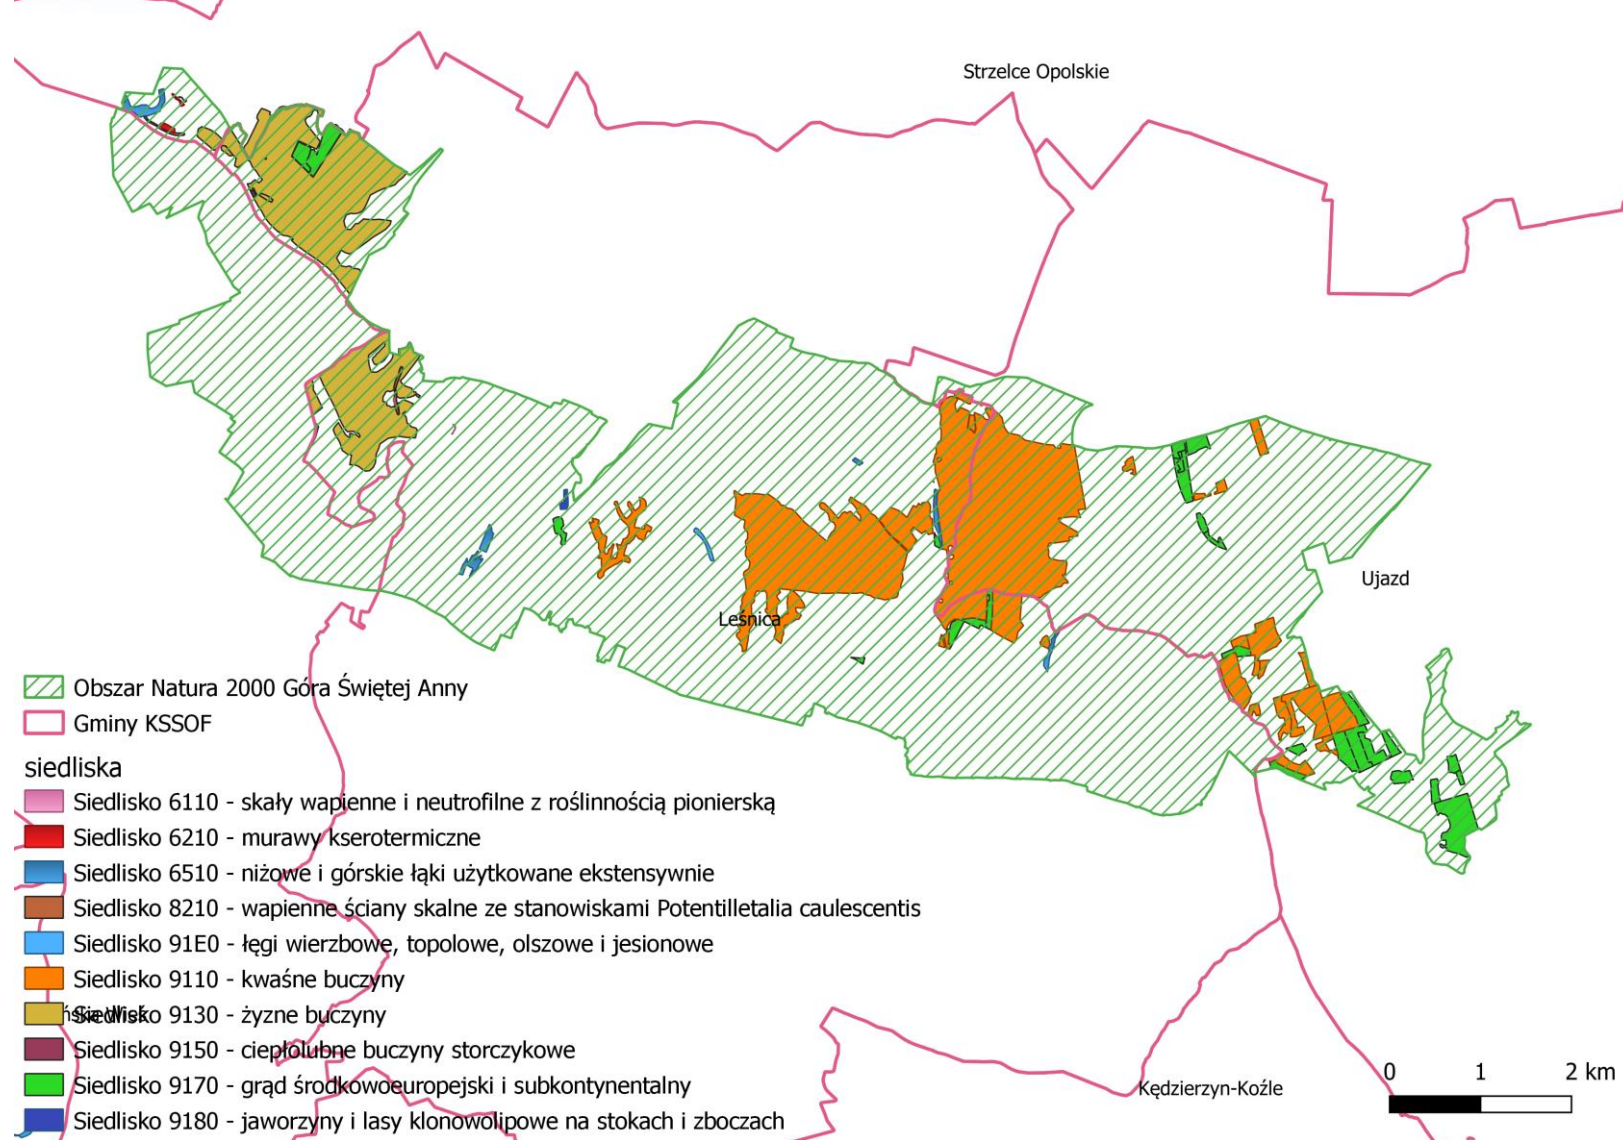 Strzelce Opolskie
Ujazd
Leśnica
Obszar Natura 2000 Góra Świętej Anny
Gminy KSSOF
siedliska
Siedlisko 6110 - skały wapienne i neutrofilne z roślinnością pionierską
Siedlisko 6210 - murawy kserotermiczne
Siedlisko 6510 - niżowe i górskie łąki użytkowane ekstensywnie
Siedlisko 8210 - wapienne ściany skalne ze stanowiskami Potentilletalia caulescentis
Siedlisko 91E0 - łęgi wierzbowe, topolowe, olszowe i jesionowe
Siedlisko 9110 - kwaśne buczyny
Siedlisko 9130 - żyzne buczyny
Siedlisko 9150 - ciepłolubne buczyny storczykowe
Siedlisko 9170 - grąd środkowoeuropejski i subkontynentalny
Siedlisko 9180 - jaworzyny i lasy klonowolipowe na stokach i zboczach
Kędzierzyn-Koźle
0 1 2 km